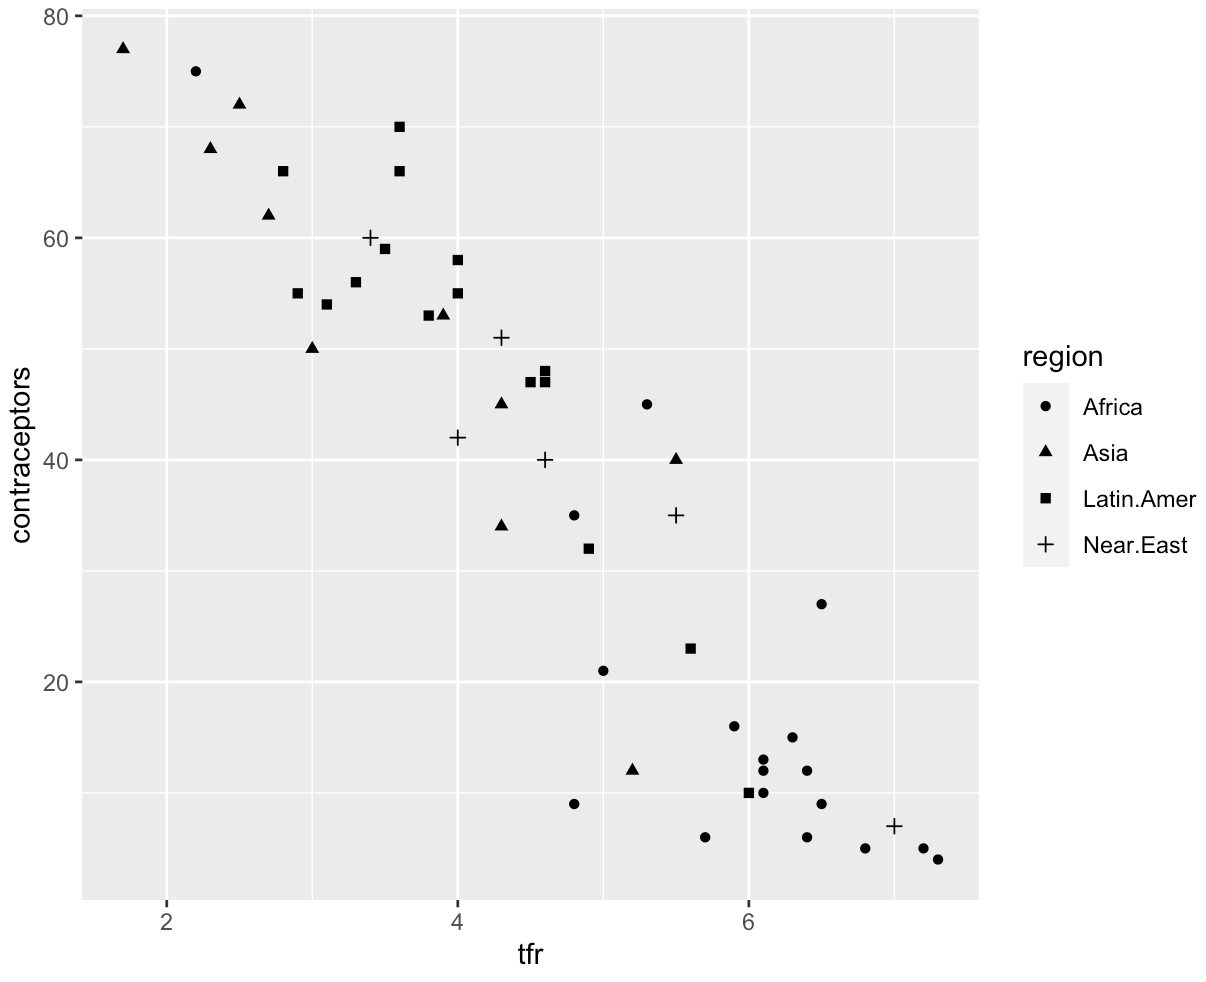 80
60
40
20
contraceptors
2
4
6
tfr
region
Africa
Asia
Latin.Amer
Near.East